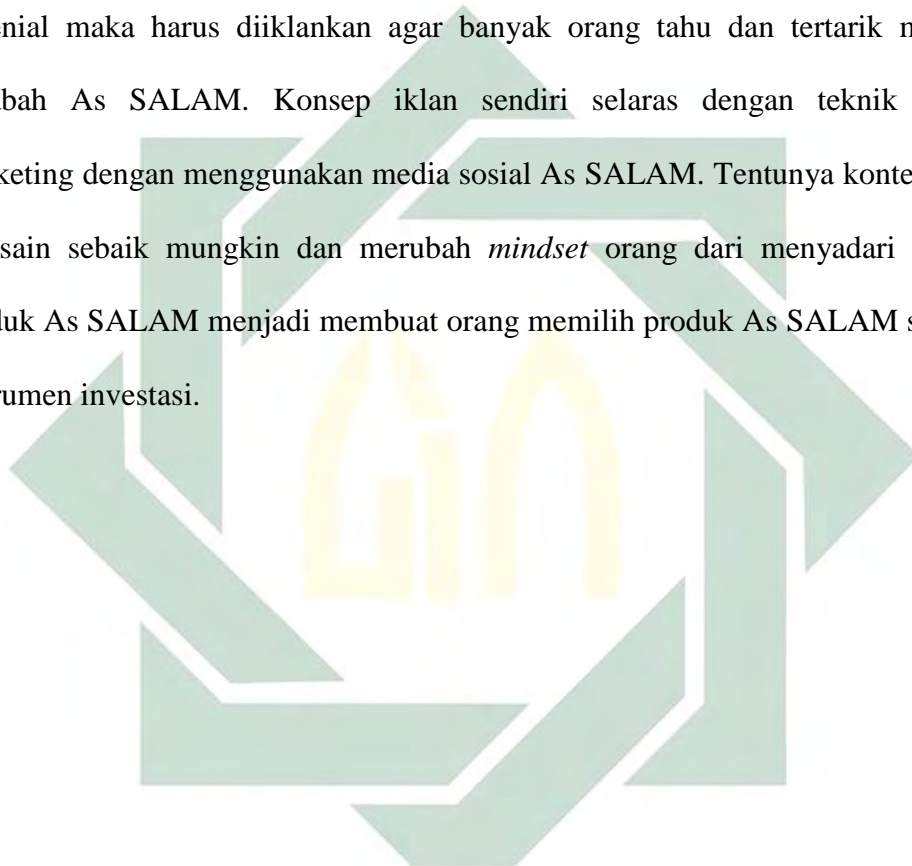 enial maka harus diiklankan agar banyak orang tahu dan tertarik m
bah As SALAM. Konsep iklan sendiri selaras dengan teknik
keting dengan menggunakan media sosial As SALAM. Tentunya konte
sain sebaik mungkin dan merubah mindset orang dari menyadari
duk As SALAM menjadi membuat orang memilih produk As SALAM s
rumen investasi.